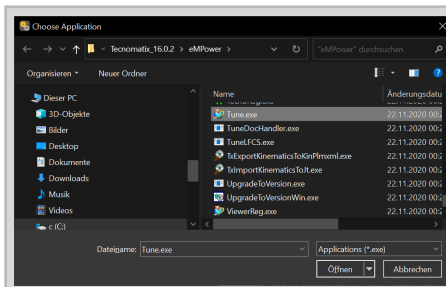 Choose Application
« Tecnomatix_16.0.2 > eMPower >
"eMPower" durchsuchen
Organisieren
Neuer Ordner
Dieser PC
3D-Objekte
Bilder
Desktop
Dokumente
Downloads
Musik
Videos
c (C:)
Name Änderungsdatu
Tune.exe 22.11.2020 00:2
TuneDocHandler.exe 22.11.2020 00:2
TuneLFCS.exe 22.11.2020 00:2
TxExportKinematicsToKinPlmxml.exe 22.11.2020 00:2
TxImportKinematicsToJt.exe 22.11.2020 00:2
UpgradeToVersion.exe 22.11.2020 00:2
UpgradeToVersionWin.exe 22.11.2020 00:2
ViewerReg.exe 22.11.2020 00:2
Dateiname: Tune.exe
Applications (*.exe)
Öffnen
Abbrechen